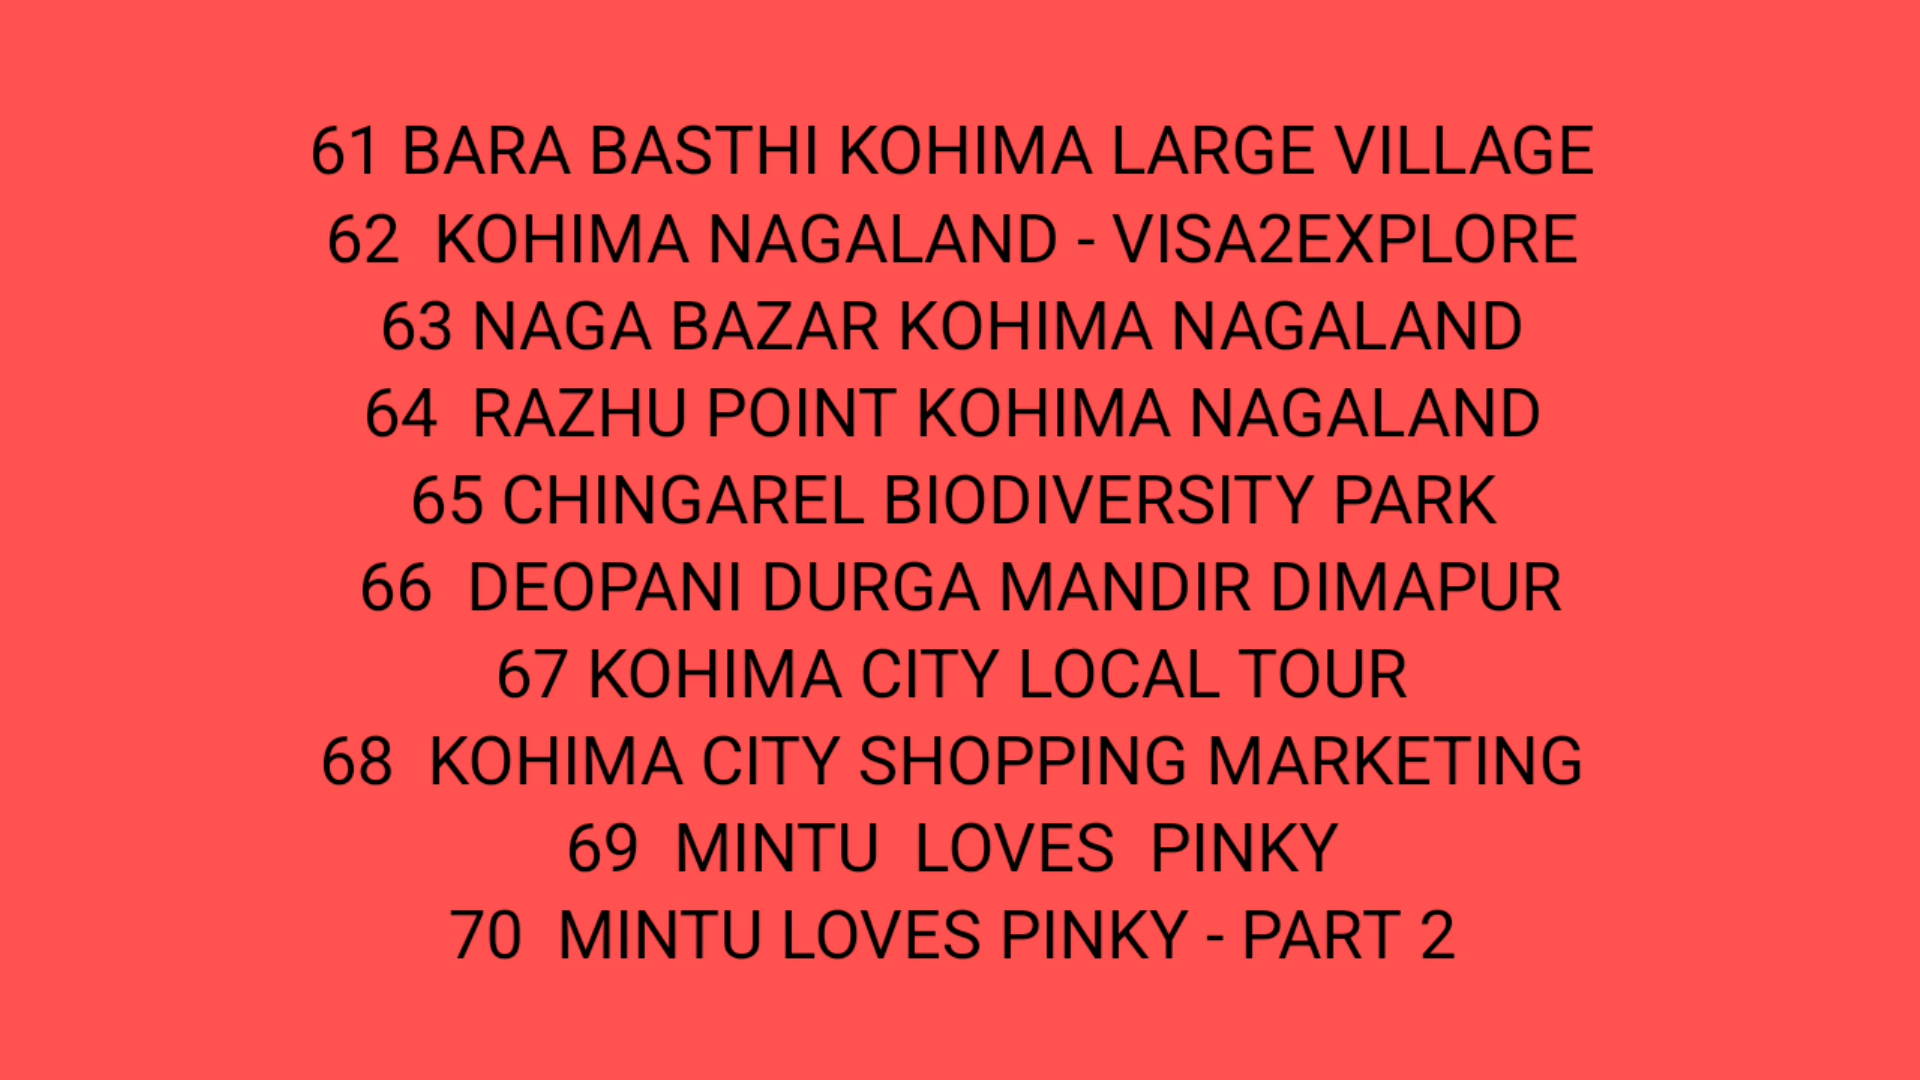 61 BARA BASTHI KOHIMA LARGE VILLAGE
62 KOHIMA NAGALAND - VISA2EXPLORE
63 NAGA BAZAR KOHIMA NAGALAND
64 RAZHU POINT KOHIMA NAGALAND
65 CHINGAREL BIODIVERSITY PARK
66 DEOPANI DURGA MANDIR DIMAPUR
67 KOHIMA CITY LOCAL TOUR
68 KOHIMA CITY SHOPPING MARKETING
69 MINTU LOVES PINKY
70 MINTU LOVES PINKY - PART 2